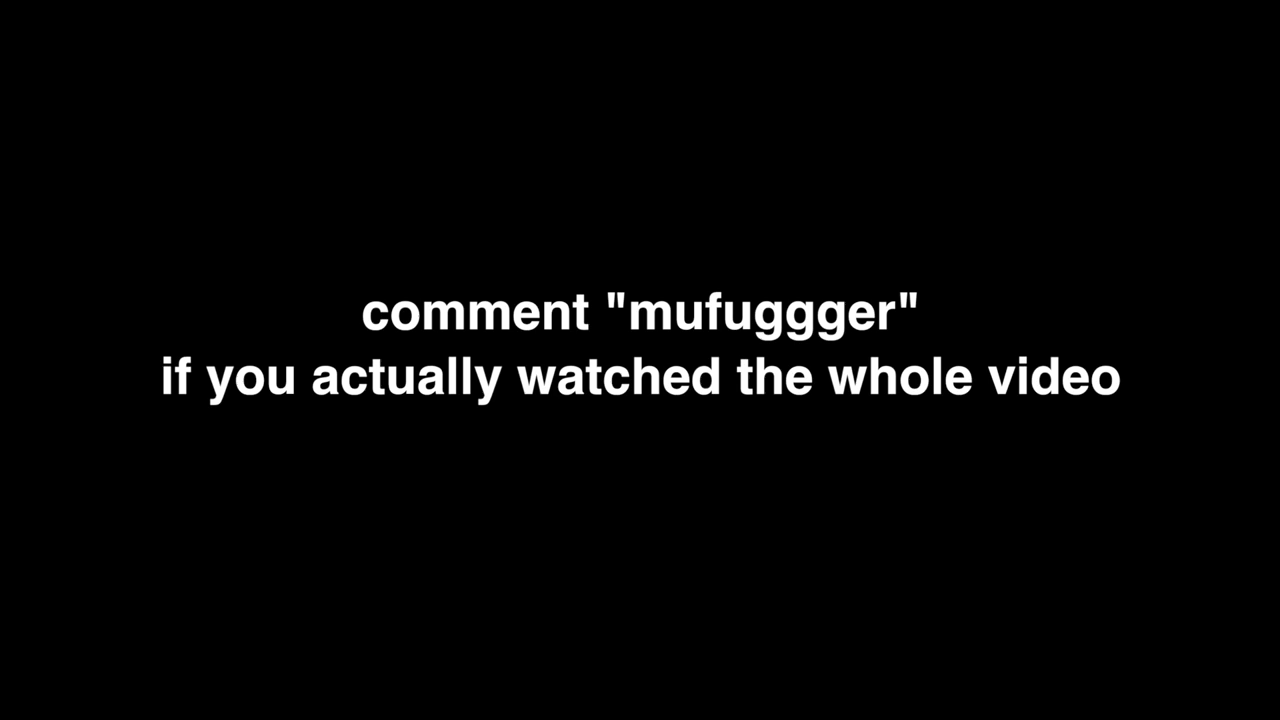 comment "mufuggger"
if you actually watched the whole video